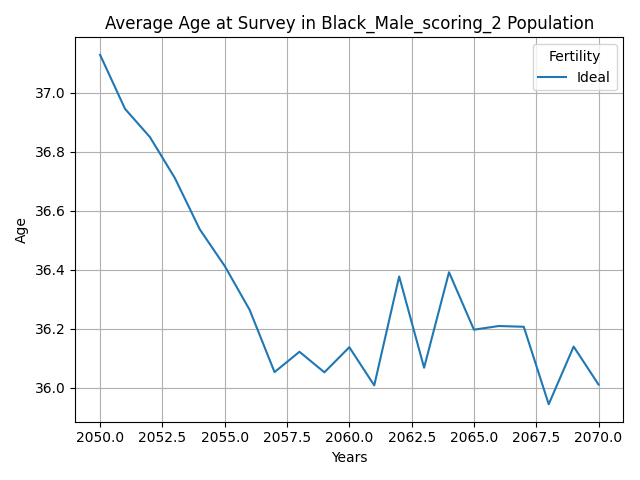 Average Age at Survey in Black_Male_scoring_2 Population
Fertility
Ideal
37.0
36.8
36.6
36.4
36.2
36.0
Age
2050.0 2052.5 2055.0 2057.5 2060.0 2062.5 2065.0 2067.5 2070.0
Years